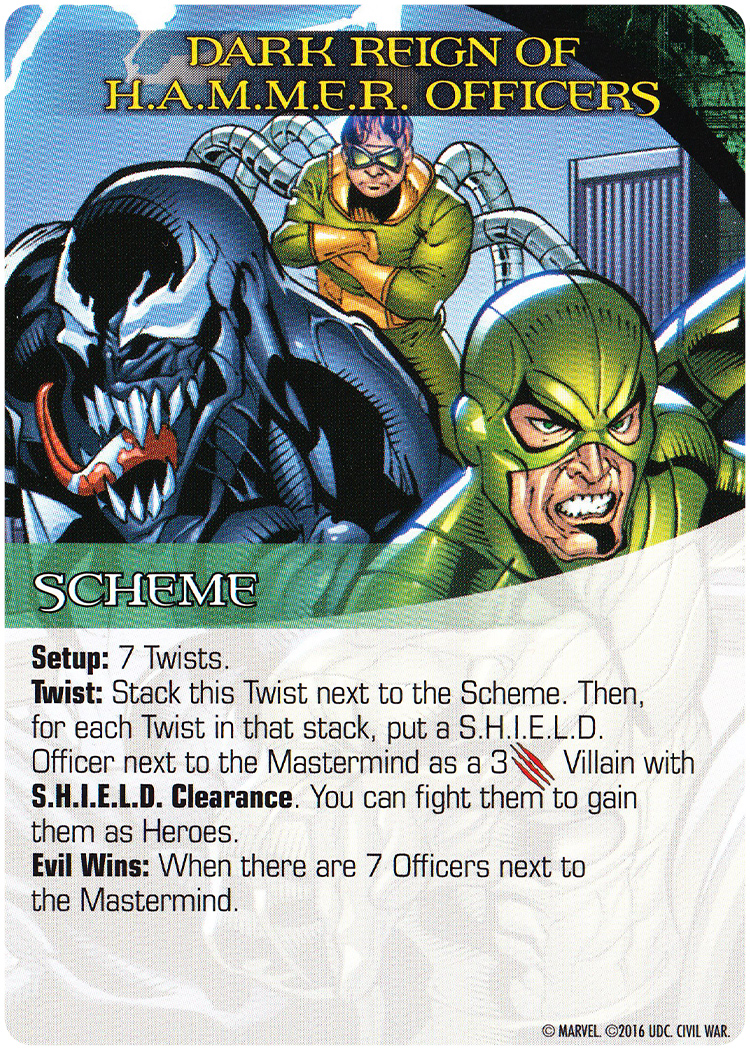 DARK REIGN OF
H.A.M.M.E.R. OFFICERS
SCHEME
Setup: 7 Twists.
Twist: Stack this Twist next to the Scheme. Then,
for each Twist in that stack, put a S.H.I.E.L.D.
Officer next to the Mastermind as a 3 Villain with
S.H.I.E.L.D. Clearance. You can fight them to gain
them as Heroes.
Evil Wins: When there are 7 Officers next to
the Mastermind.
© MARVEL. ©2016 UDC. CIVIL WAR.